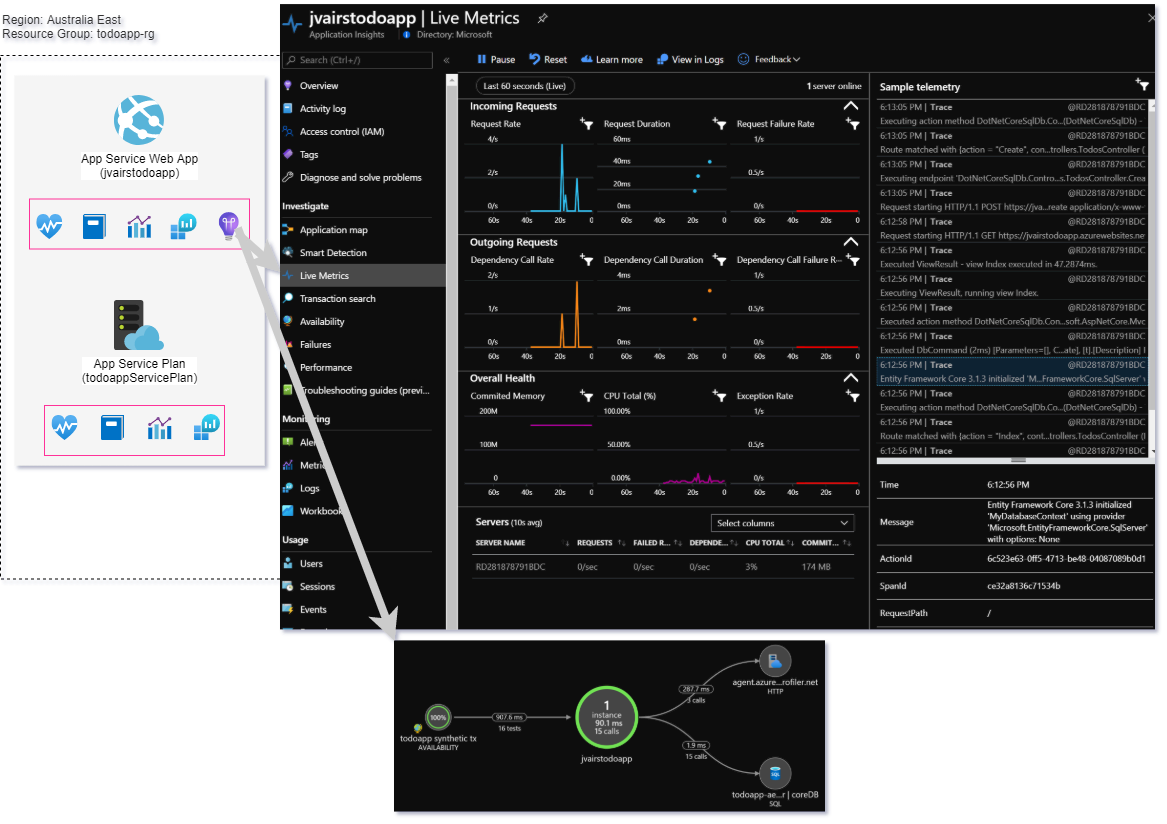 Region: Australia East
Resource Group: todoapp-rg
App Service Web App
(jvairstodoapp)
App Service Plan
(todoappServicePlan)
jvairstodoapp | Live Metrics
Application Insights
Directory: Microsoft
Search (Ctrl+/)
«
Overview
Activity log
Access control (IAM)
Tags
Diagnose and solve problems
Investigate
Application map
Smart Detection
Live Metrics
Transaction search
Availability
Failures
Performance
Troubleshooting guides (previ...
Monitoring
Alerts
Metrics
Logs
Workbooks
Usage
Users
Sessions
Events
Pause
Reset
Learn more
View in Logs
Feedback
Last 60 seconds (Live)
1 server online
Incoming Requests
Request Rate
4/s
2/s
0/s
60s 40s 20s 0
Request Duration
60ms
40ms
20ms
0ms
60s 40s 20s 0
Request Failure Rate
1/s
0.5/s
0/s
60s 40s 20s 0
Outgoing Requests
Dependency Call Rate
2/s
1/s
0/s
60s 40s 20s 0
Dependency Call Duration
4ms
2ms
0ms
60s 40s 20s 0
Dependency Call Failure R...
1/s
0.5/s
0/s
60s 40s 20s 0
Overall Health
Commited Memory
200M
100M
0
60s 40s 20s 0
CPU Total (%)
100.00%
50.00%
0.00%
60s 40s 20s 0
Exception Rate
1/s
0.5/s
0/s
60s 40s 20s 0
Servers (10s avg)
Select columns
SERVER NAME REQUESTS FAILED R... DEPENDE... CPU TOTAL COMMIT...
RD281878791BDC 0/sec 0/sec 0/sec 3% 174 MB
Sample telemetry
6:13:05 PM | Trace @RD281878791BDC
Executing action method DotNetCoreSqlDb.Co...(DotNetCoreSqlDb) -
6:13:05 PM | Trace @RD281878791BDC
Route matched with {action = "Create", con...trollers.TodosController (
6:13:05 PM | Trace @RD281878791BDC
Executing endpoint 'DotNetCoreSqlDb.Contro...s.TodosController.Crea
6:13:05 PM | Trace @RD281878791BDC
Request starting HTTP/1.1 POST https://jva...reate application/x-www-
6:12:58 PM | Trace @RD281878791BDC
Request starting HTTP/1.1 GET https://jvairstodoapp.azurewebsites.ne
6:12:56 PM | Trace @RD281878791BDC
Executed ViewResult - view Index executed in 47.2874ms.
6:12:56 PM | Trace @RD281878791BDC
Executing ViewResult, running view Index.
6:12:56 PM | Trace @RD281878791BDC
Executed action method DotNetCoreSqlDb.Con...soft.AspNetCore.Mvc
6:12:56 PM | Trace @RD281878791BDC
Executed DbCommand (2ms) [Parameters=[], C...ate], [t].[Description]
6:12:56 PM | Trace @RD281878791BDC
Entity Framework Core 3.1.3 initialized 'M...FrameworkCore.SqlServer'
6:12:56 PM | Trace @RD281878791BDC
Executing action method DotNetCoreSqlDb.Co...(DotNetCoreSqlDb) -
6:12:56 PM | Trace @RD281878791BDC
Route matched with {action = "Index", cont...trollers.TodosController (
6:12:56 PM | Trace @RD281878791BDC
Time 6:12:56 PM
Message
Entity Framework Core 3.1.3 initialized
'MyDatabaseContext' using provider
'Microsoft.EntityFrameworkCore.SqlServer'
with options: None
ActionId 6c523e63-0ff5-4713-be48-04087089b0d1
SpanId ce32a8136c71534b
RequestPath /
100%
todoapp synthetic tx
AVAILABILITY
907.6 ms
16 tests
1
instance
90.1 ms
15 calls
jvairstodoapp
287.7 ms
3 calls
agent.azure...rofiler.net
HTTP
1.9 ms
15 calls
SQL
todoapp-ae...r | coreDB
SQL